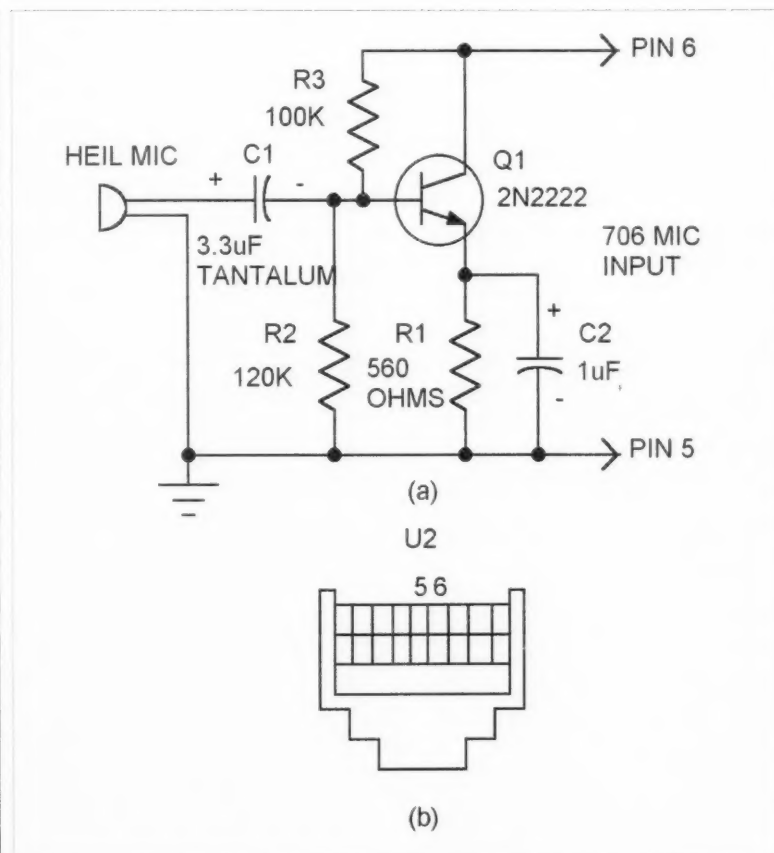 PIN 6
R3
100K
HEIL MIC
C1
+
-
Q1
2N2222
3.3uF
TANTALUM
706 MIC
INPUT
R2
120K
R1
560
OHMS
+
C2
1uF
-
PIN 5
(a)
U2
5 6
(b)